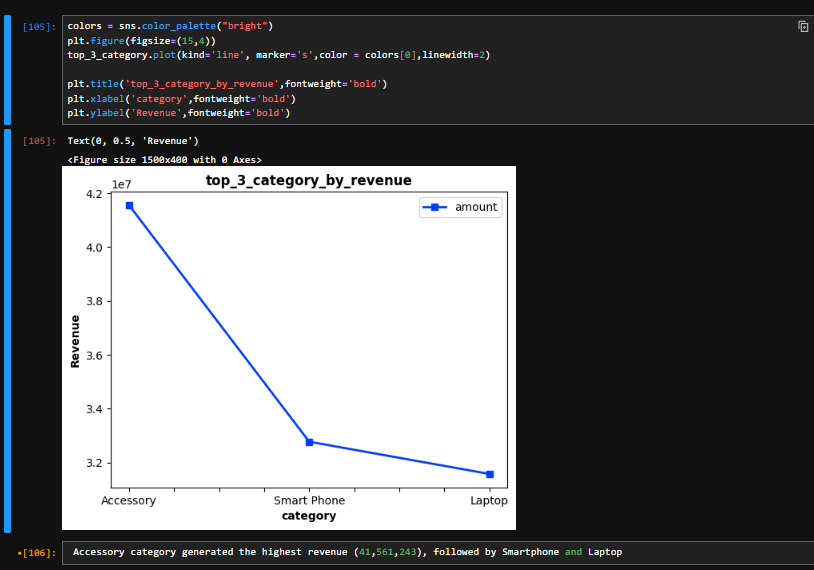 [105]: colors = sns.color_palette("bright")
plt.figure(figsize=(15,4))
top_3_category.plot(kind='line', marker='s',color = colors[0],linewidth=2)
plt.title('top_3_category_by_revenue',fontweight='bold')
plt.xlabel('category',fontweight='bold')
plt.ylabel('Revenue',fontweight='bold')
[105]: Text(0, 0.5, 'Revenue')
<Figure size 1500x400 with 0 Axes>
top_3_category_by_revenue
1e7
4.2
4.0
3.8
3.6
3.4
3.2
Revenue
amount
Accessory Smart Phone Laptop
category
•[106]: Accessory category generated the highest revenue (41,561,243), followed by Smartphone and Laptop